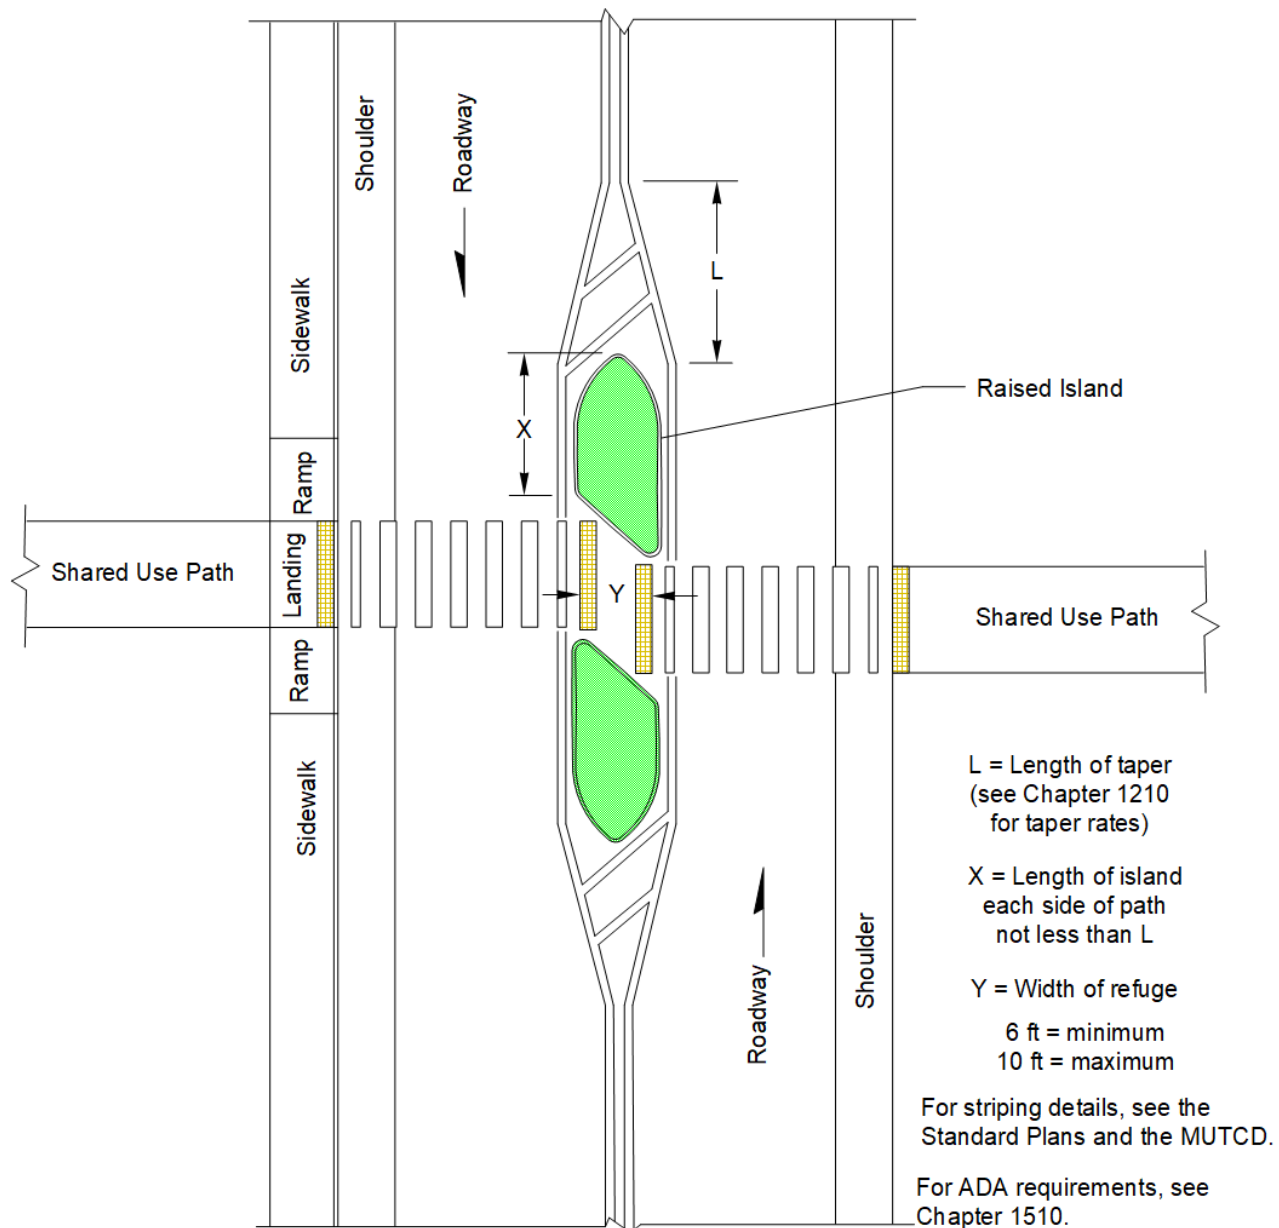 Shoulder
Roadway
Sidewalk
L
Raised Island
X
Ramp
Landing
Shared Use Path
Y
Shared Use Path
Ramp
Sidewalk
Shoulder
Roadway
L = Length of taper
(see Chapter 1210
for taper rates)
X = Length of island
each side of path
not less than L
Y = Width of refuge
6 ft = minimum
10 ft = maximum
For striping details, see the
Standard Plans and the MUTCD.
For ADA requirements, see
Chapter 1510.